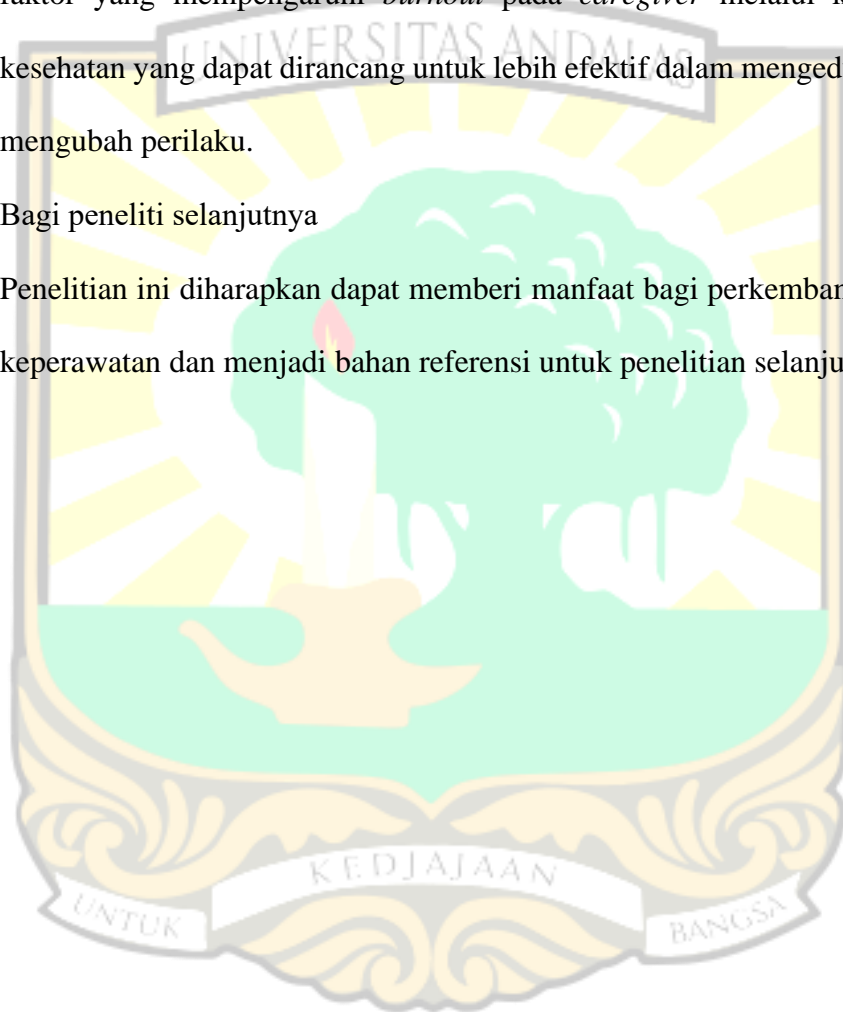 faktor yang mempengaruhi burnout pada caregiver melalui
UNIVERSITAS ANDALAS
kesehatan yang dapat dirancang untuk lebih efektif dalam menged
mengubah perilaku.
Bagi peneliti selanjutnya
Penelitian ini diharapkan dapat memberi manfaat bagi perkemban
keperawatan dan menjadi bahan referensi untuk penelitian selanju
KEDJAJAAN
UNTUK
BANGSA